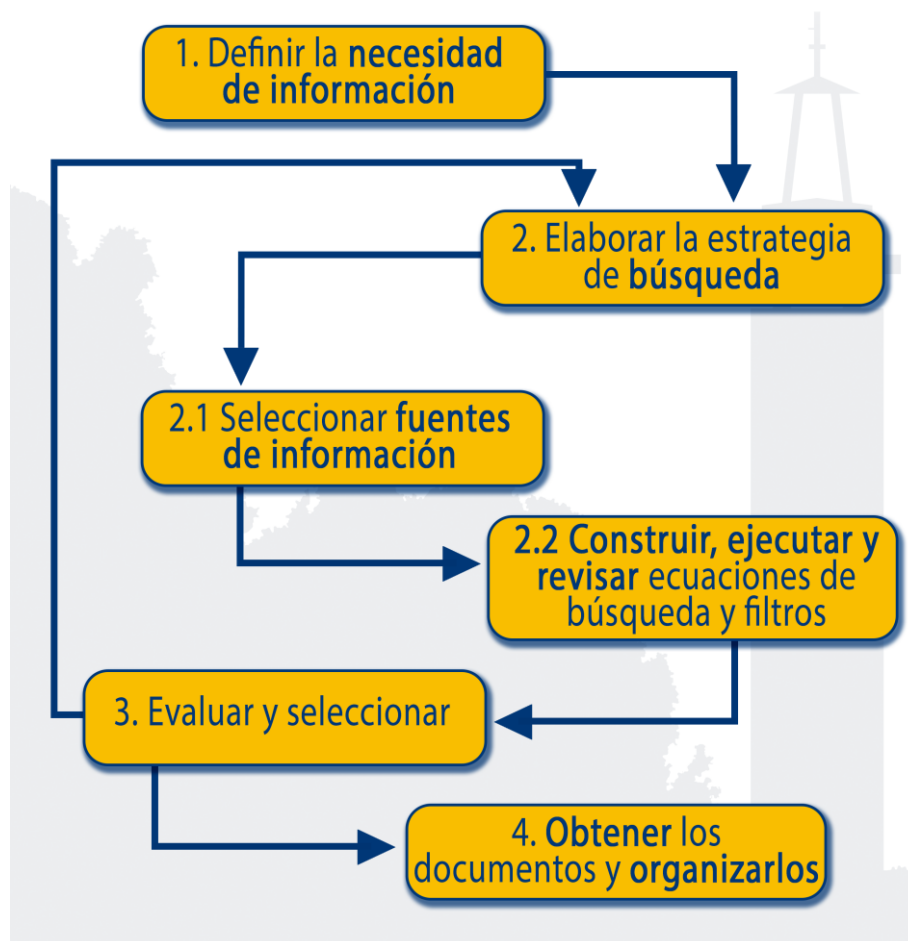 1. Definir la necesidad
de información
2. Elaborar la estrategia
de búsqueda
2.1 Seleccionar fuentes
de información
2.2 Construir, ejecutar y
revisar ecuaciones de
búsqueda y filtros
3. Evaluar y seleccionar
4. Obtener los
documentos y organizarlos